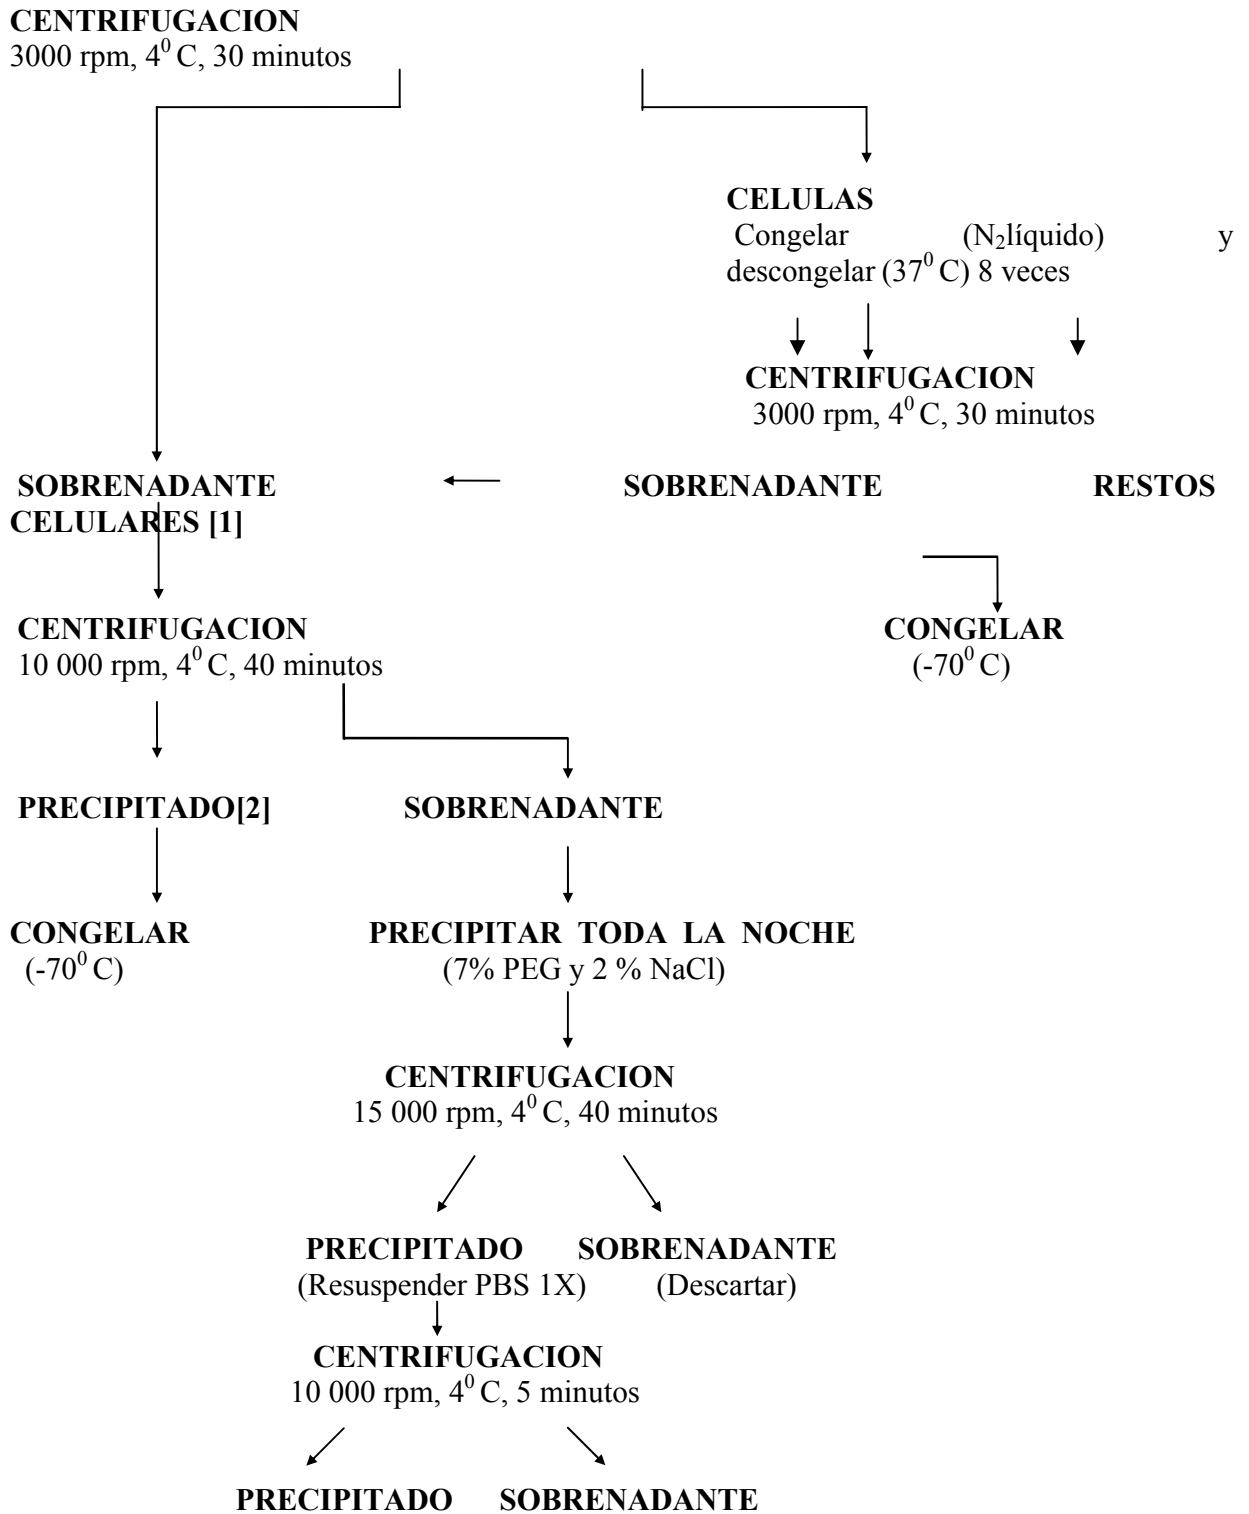 CENTRIFUGACION
3000 rpm, 4⁰ C, 30 minutos
CELULAS
Congelar (N₂líquido) y
descongelar (37⁰ C) 8 veces
CENTRIFUGACION
3000 rpm, 4⁰ C, 30 minutos
SOBRENADANTE SOBRENADANTE RESTOS
CELULARES [1]
CENTRIFUGACION CONGELAR
10 000 rpm, 4⁰ C, 40 minutos (-70⁰ C)
PRECIPITADO[2] SOBRENADANTE
CONGELAR PRECIPITAR TODA LA NOCHE
(-70⁰ C) (7% PEG y 2 % NaCl)
CENTRIFUGACION
15 000 rpm, 4⁰ C, 40 minutos
PRECIPITADO SOBRENADANTE
(Resuspender PBS 1X) (Descartar)
CENTRIFUGACION
10 000 rpm, 4⁰ C, 5 minutos
PRECIPITADO SOBRENADANTE